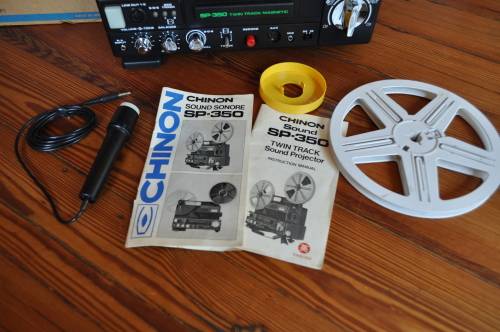 SP-350 TWIN TRACK MAGNETIC
CHINON
CHINON
SOUND SONORE
SP-350
CHINON
Sound
SP-350
TWIN TRACK
Sound Projector
INSTRUCTION MANUAL